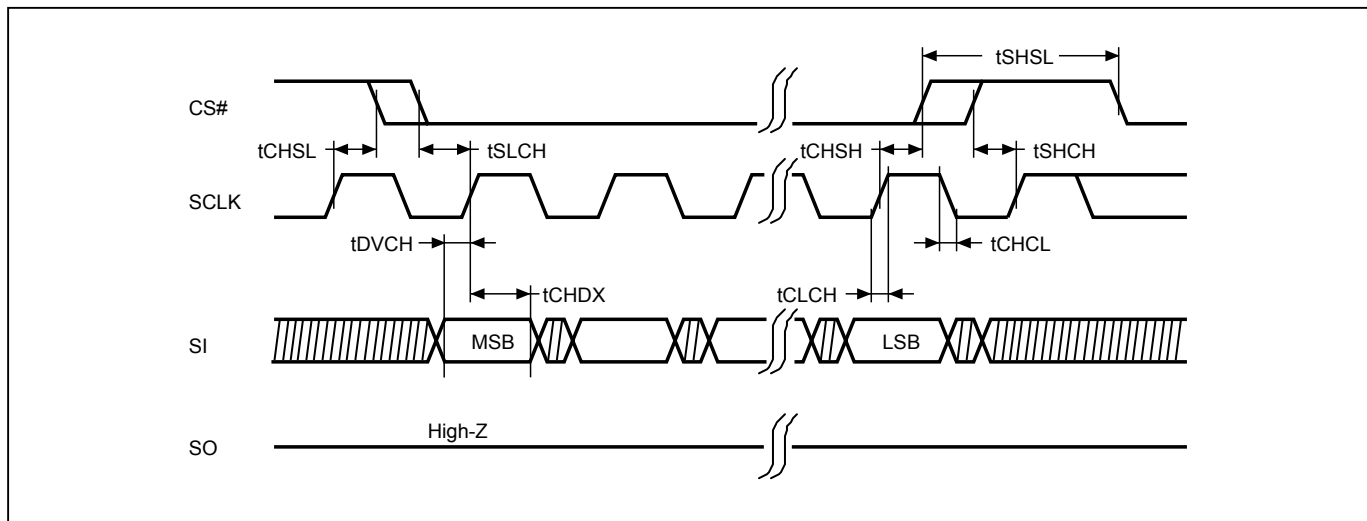 tSHSL
CS#
tCHSL
tSLCH
tCHSH
tSHCH
SCLK
tDVCH
tCHCL
tCHDX
tCLCH
SI
MSB
LSB
High-Z
SO